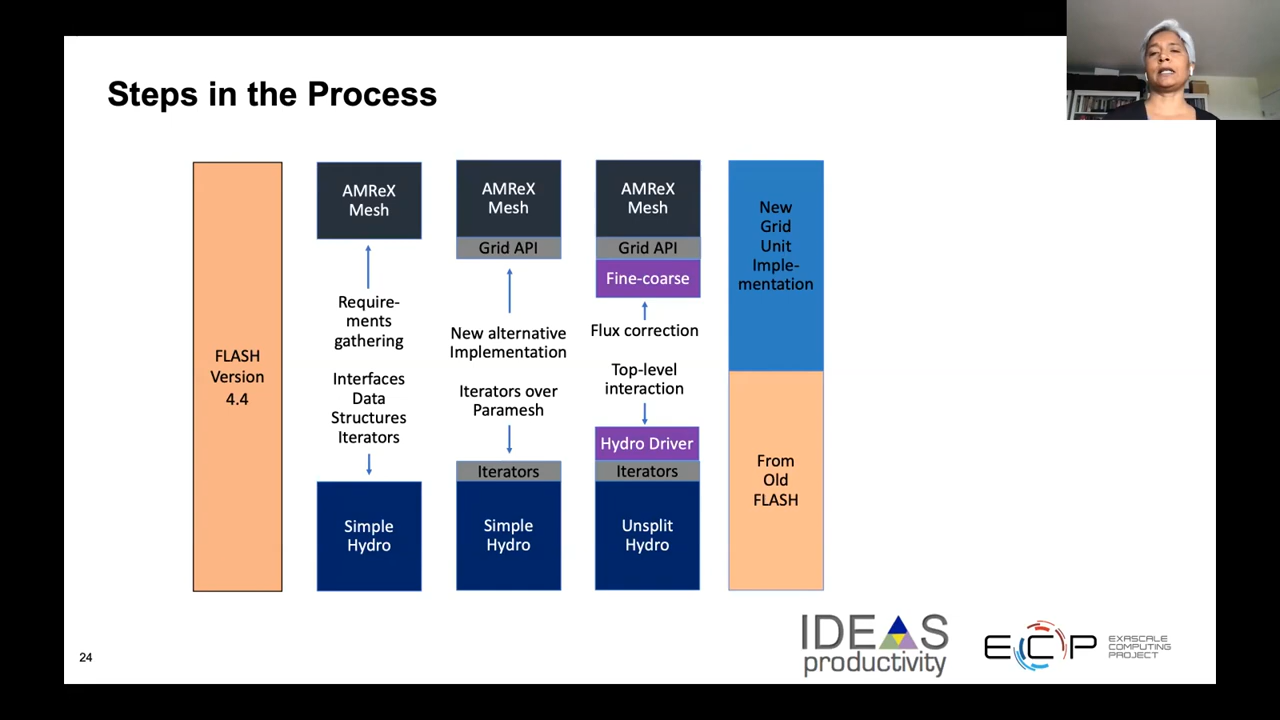 Steps in the Process
FLASH
Version
4.4
AMReX
Mesh
Require-
ments
gathering
Interfaces
Data
Structures
Iterators
Simple
Hydro
AMReX
Mesh
Grid API
New alternative
Implementation
Iterators over
Paramesh
Iterators
Simple
Hydro
AMReX
Mesh
Grid API
Fine-coarse
Flux correction
Top-level
interaction
Hydro Driver
Iterators
Unsplit
Hydro
New
Grid
Unit
Imple-
mentation
From
Old
FLASH
24
IDEAS
productivity
ECP
EXASCALE
COMPUTING
PROJECT